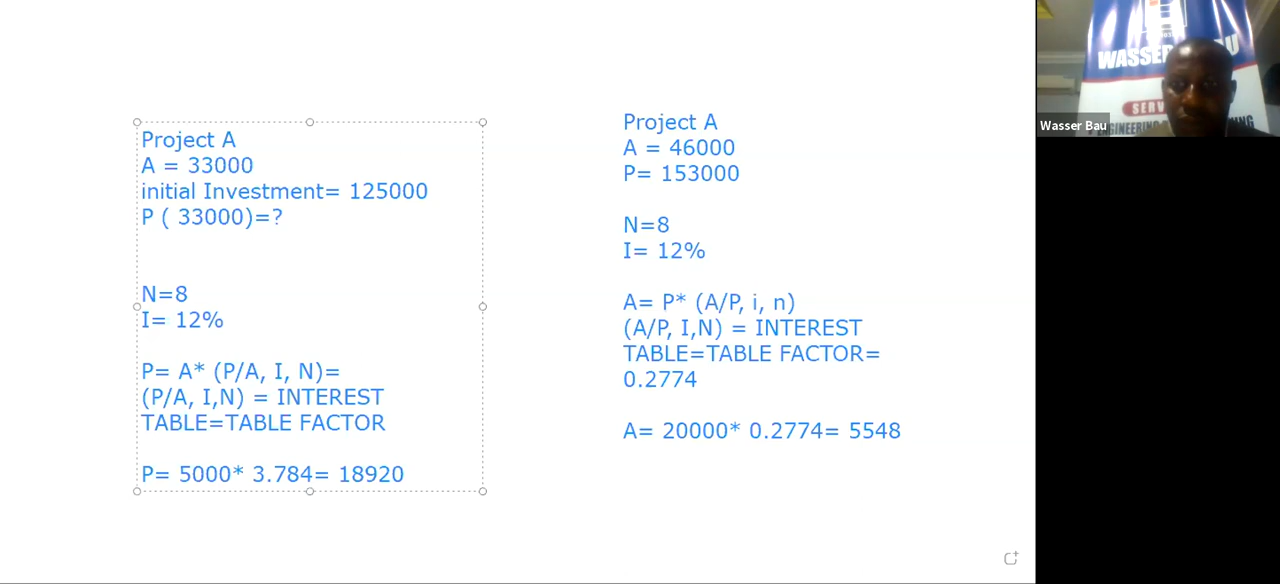 Project A
A = 33000
initial Investment= 125000
P ( 33000)=?
N=8
I= 12%
P= A* (P/A, I, N)=
(P/A, I,N) = INTEREST
TABLE=TABLE FACTOR
P= 5000* 3.784= 18920
Project A
A = 46000
P= 153000
N=8
I= 12%
A= P* (A/P, i, n)
(A/P, I,N) = INTEREST
TABLE=TABLE FACTOR=
0.2774
A= 20000* 0.2774= 5548
Wasser Bau